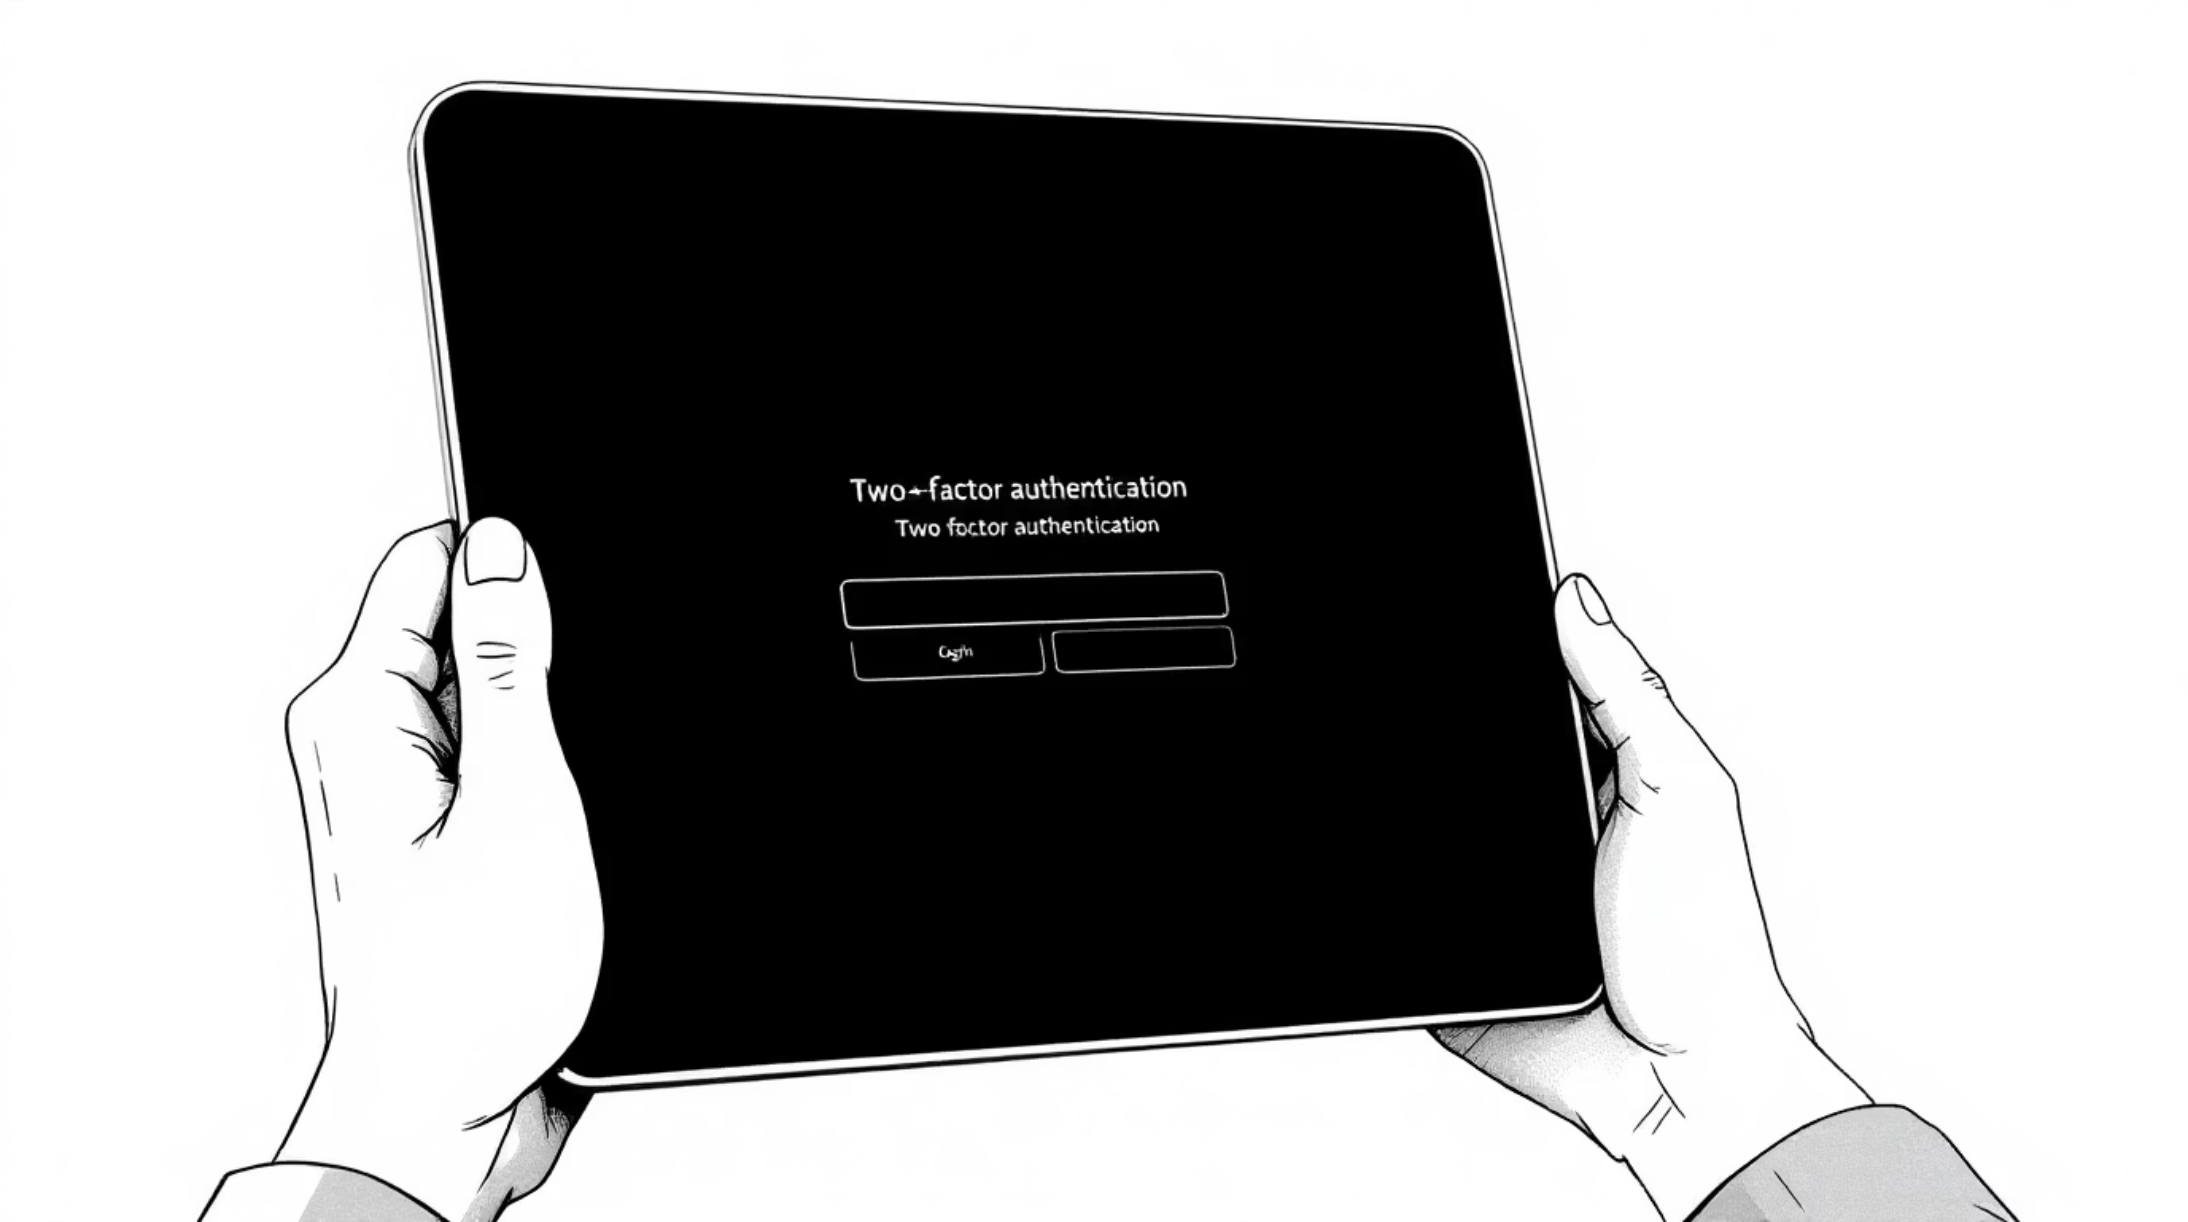 Two-factor authentication
Two foctor authentication